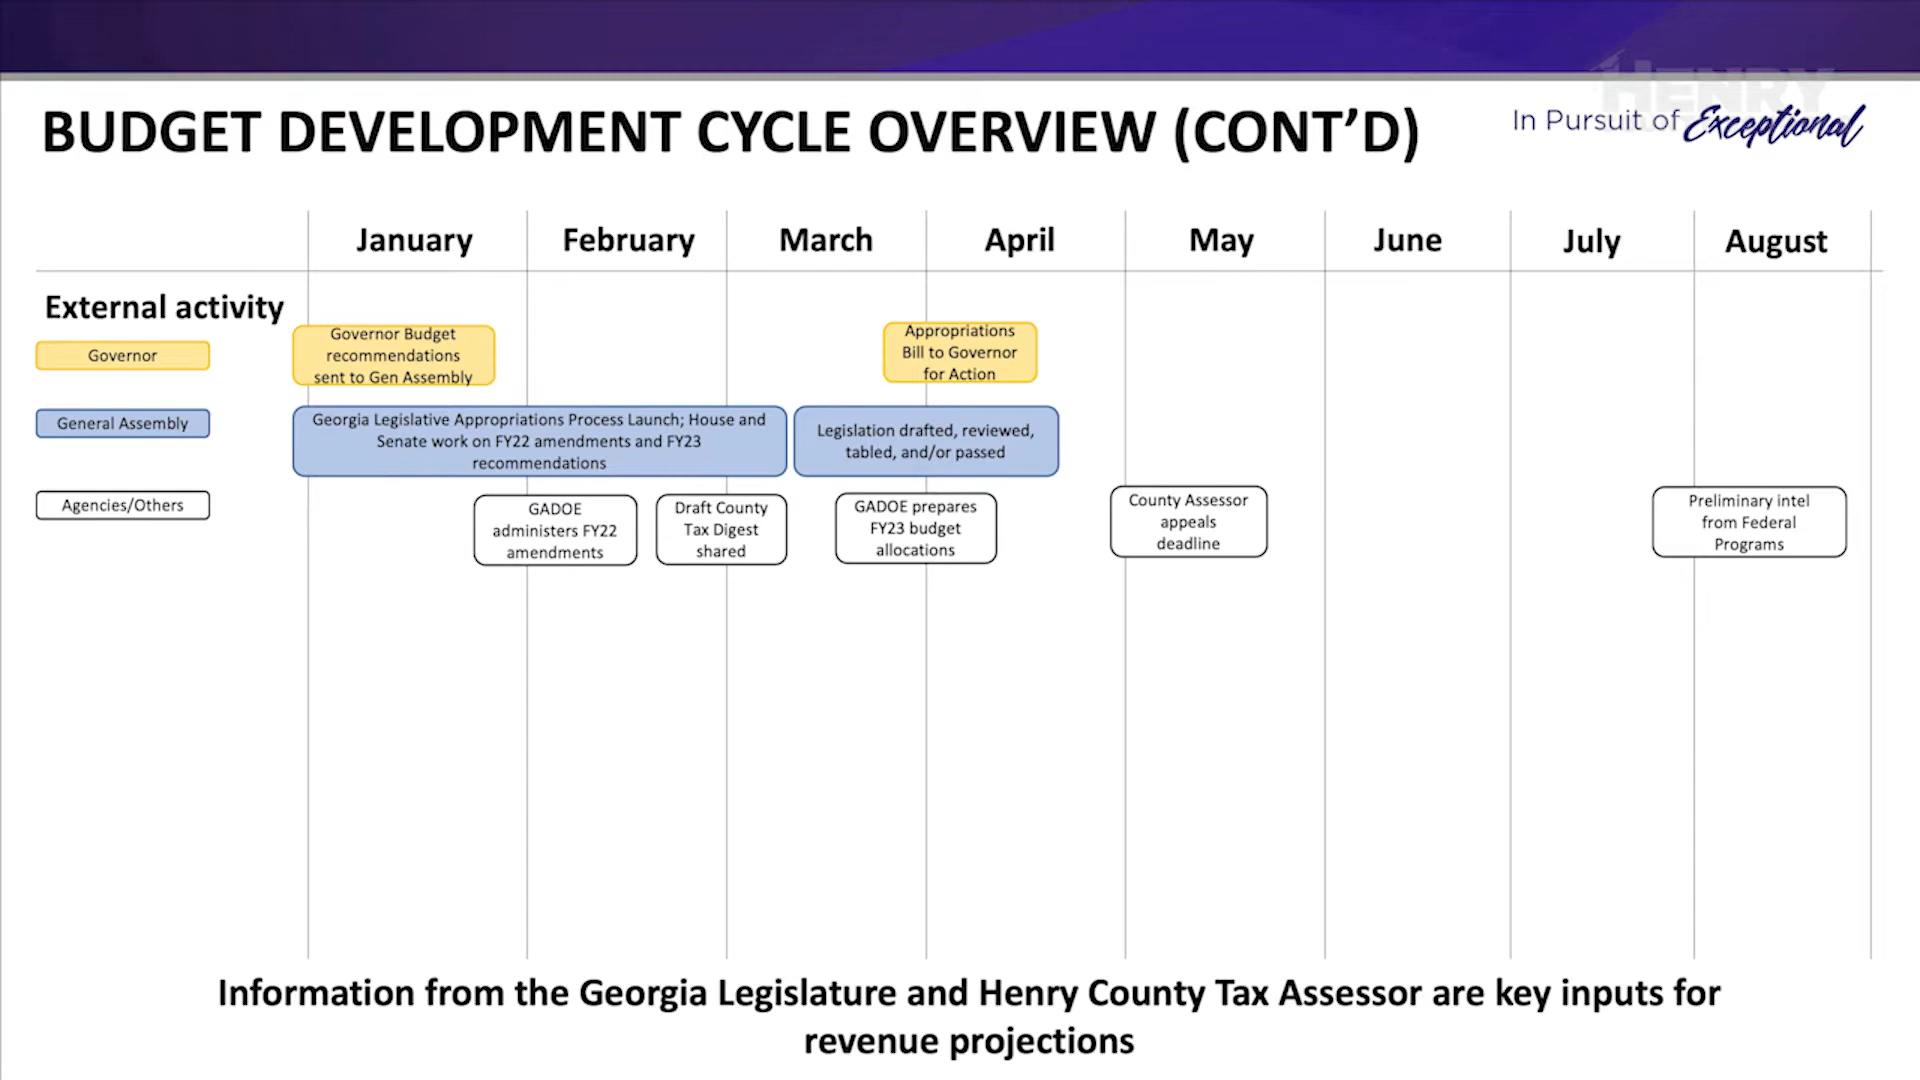 HENRY
BUDGET DEVELOPMENT CYCLE OVERVIEW (CONT’D)
In Pursuit of Exceptional
January February March April May June July August
External activity
Governor
Governor Budget
recommendations
sent to Gen Assembly
Appropriations
Bill to Governor
for Action
General Assembly
Georgia Legislative Appropriations Process Launch; House and
Senate work on FY22 amendments and FY23
recommendations
Legislation drafted, reviewed,
tabled, and/or passed
Agencies/Others
GADOE
administers FY22
amendments
Draft County
Tax Digest
shared
GADOE prepares
FY23 budget
allocations
County Assessor
appeals
deadline
Preliminary intel
from Federal
Programs
Information from the Georgia Legislature and Henry County Tax Assessor are key inputs for
revenue projections